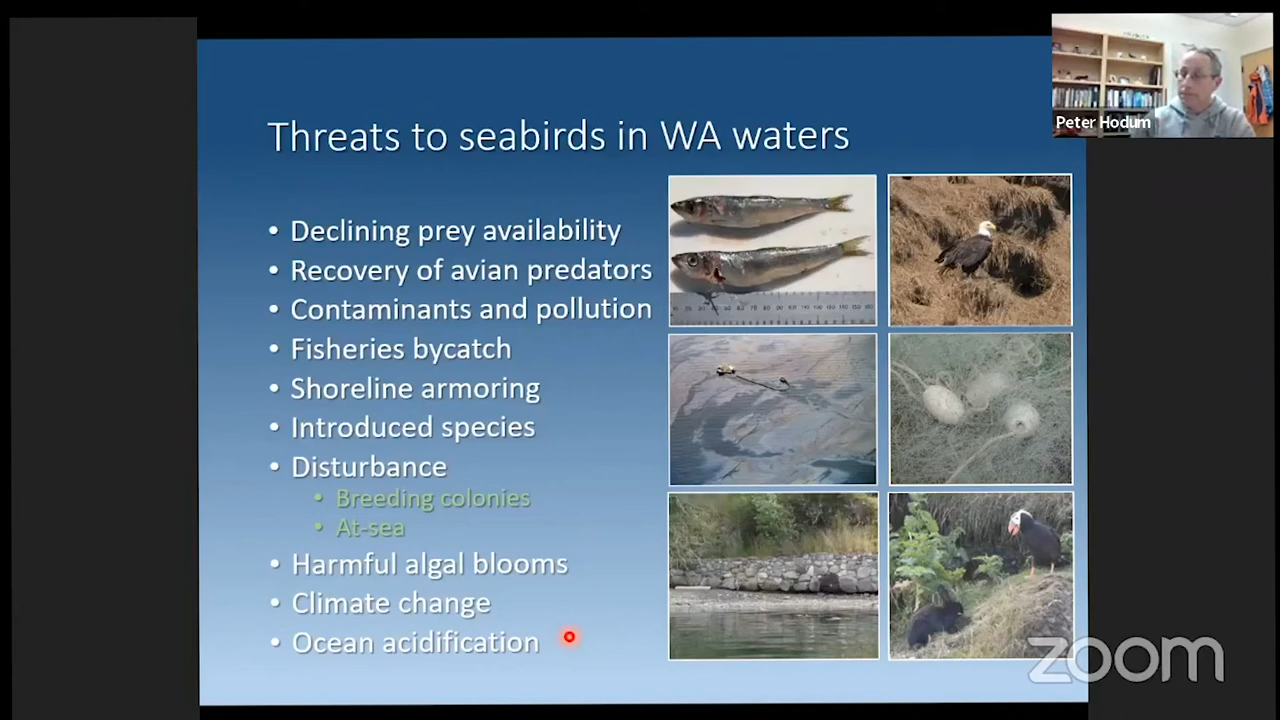 Peter Hodum
Threats to seabirds in WA waters
• Declining prey availability
• Recovery of avian predators
• Contaminants and pollution
• Fisheries bycatch
• Shoreline armoring
• Introduced species
• Disturbance
• Breeding colonies
• At-sea
• Harmful algal blooms
• Climate change
• Ocean acidification
zoom